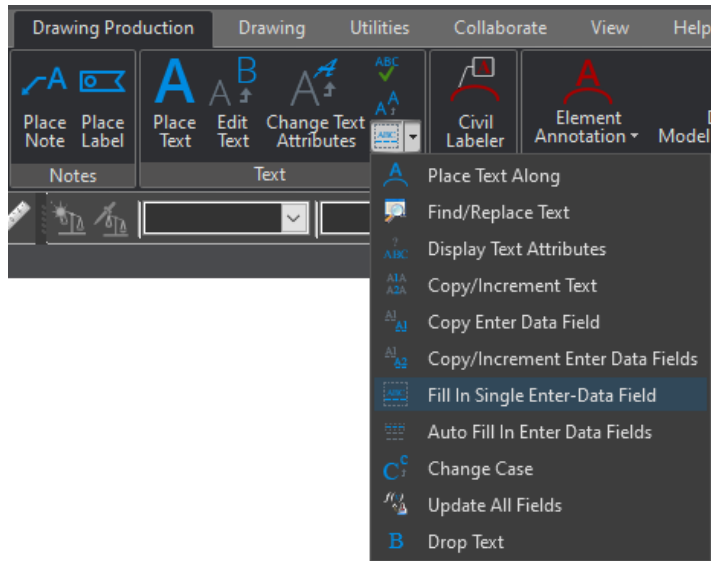 Drawing Production Drawing Utilities Collaborate View Help
Place Note
Place Label
Place Text
Edit Text
Change Text Attributes
ABC
ABC
Civil Labeler
Element Annotation
Model
Notes
Text
Place Text Along
Find/Replace Text
Display Text Attributes
Copy/Increment Text
Copy Enter Data Field
Copy/Increment Enter Data Fields
Fill In Single Enter-Data Field
Auto Fill In Enter Data Fields
Change Case
Update All Fields
Drop Text